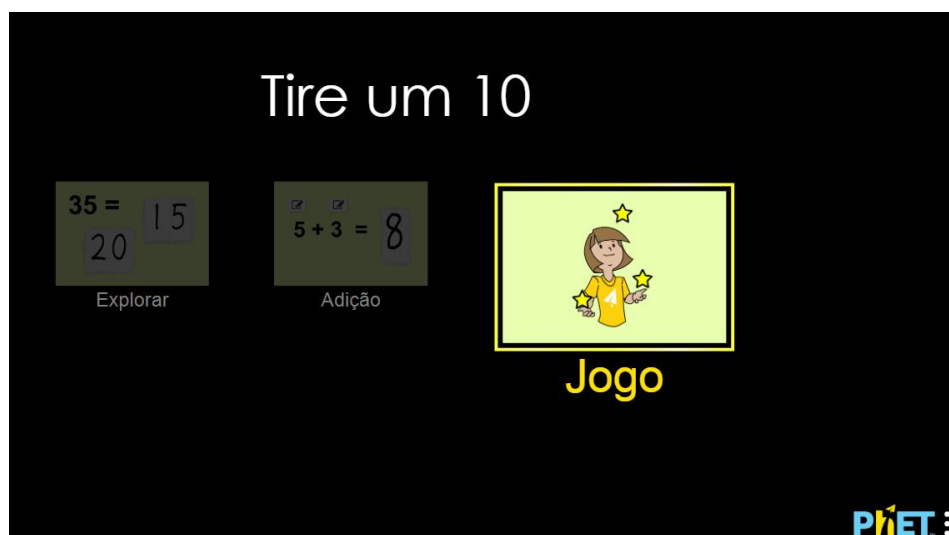 Tire um 10
35 =
15
20
Explorar
5 + 3 = 8
Adição
Jogo
PhET